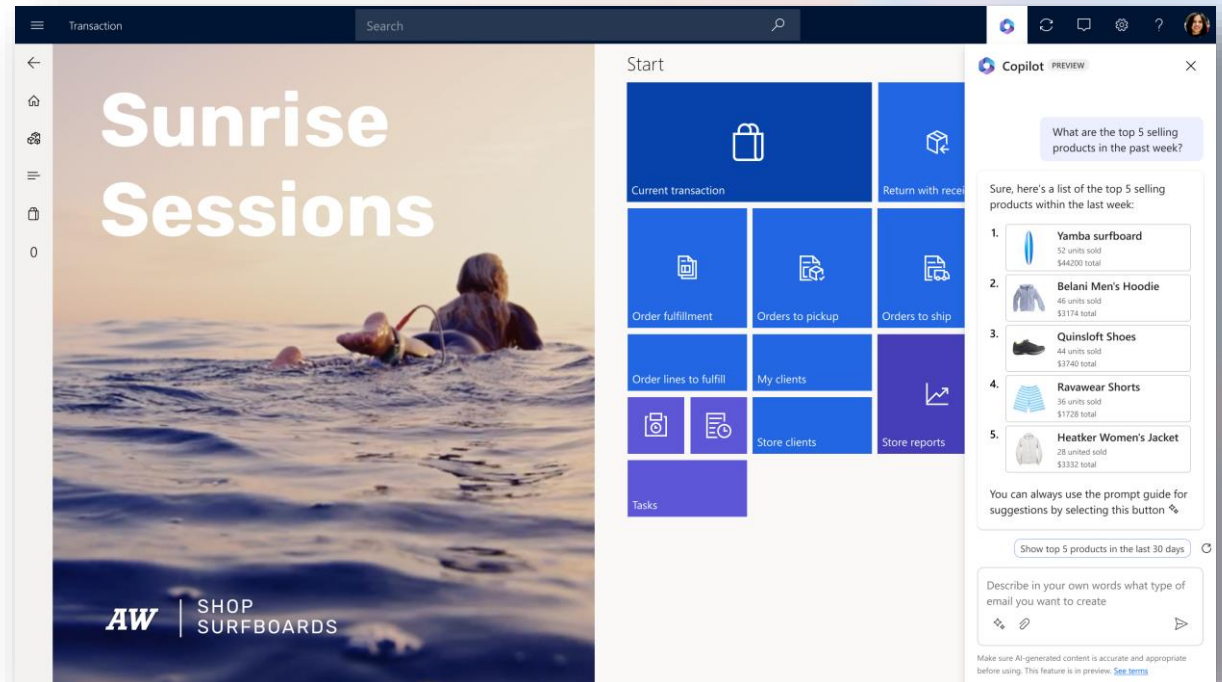 Transaction
Search
0
Sunrise
Sessions
AW
SHOP
SURFBOARDS
Start
Current transaction
Return with recei
Order fulfillment
Orders to pickup
Orders to ship
Order lines to fulfill
My clients
Store clients
Store reports
Tasks
Copilot PREVIEW
What are the top 5 selling
products in the past week?
Sure, here's a list of the top 5 selling
products within the last week:
1.
Yamba surfboard
52 units sold
$44200 total
2.
Belani Men's Hoodie
46 units sold
$3174 total
3.
Quinsloft Shoes
44 units sold
$3740 total
4.
Ravawear Shorts
36 units sold
$1728 total
5.
Heatker Women's Jacket
28 united sold
$3332 total
You can always use the prompt guide for
suggestions by selecting this button
Show top 5 products in the last 30 days
Describe in your own words what type of
email you want to create
Make sure AI-generated content is accurate and appropriate
before using. This feature is in preview. See terms